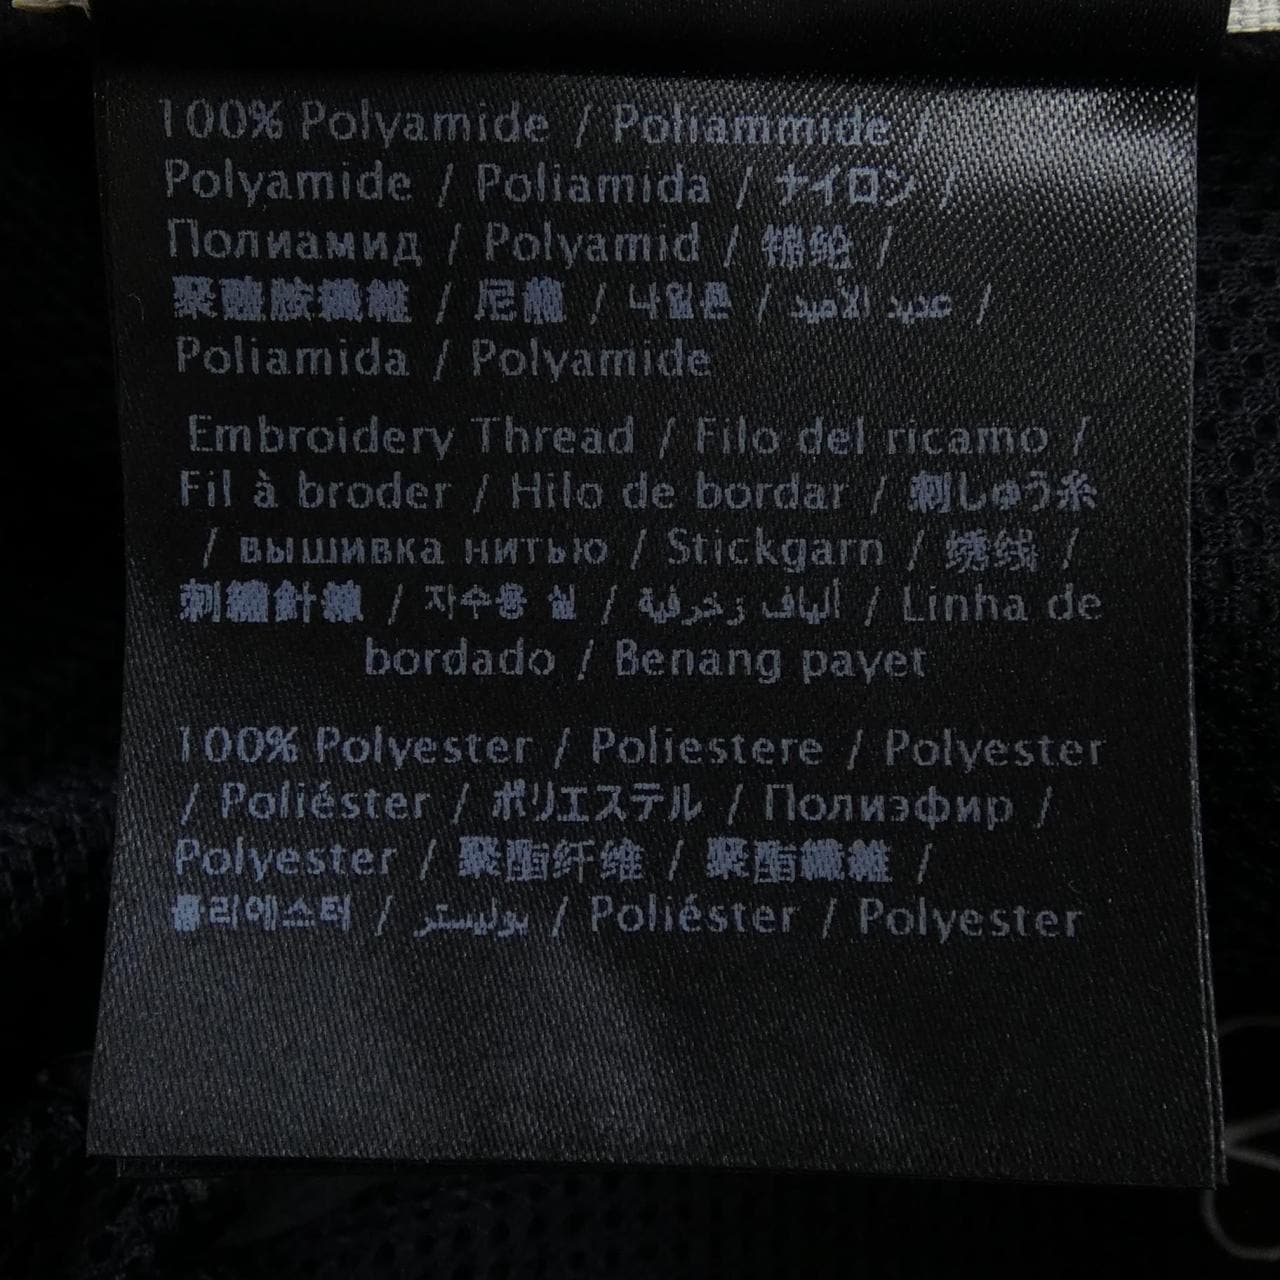 100% Polyamide / Poliammide /
Polyamide / Poliamida / ナイロン /
Полиамид / Polyamid / 锦纶 /
聚醯胺纖維 / 尼龍 / 나일론 / عديد الأميد /
Poliamida / Polyamide
Embroidery Thread / Filo del ricamo /
Fil à broder / Hilo de bordar / 刺しゅう糸
/ вышивка нитью / Stickgarn / 绣线 /
刺繡針線 / 자수용 실 / ألياف زخرفية / Linha de
bordado / Benang payet
100% Polyester / Poliestere / Polyester
/ Poliéster / ポリエステル / Полиэфир /
Polyester / 聚酯纤维 / 聚酯纖維 /
폴리에스터 / بوليستر / Poliéster / Polyester